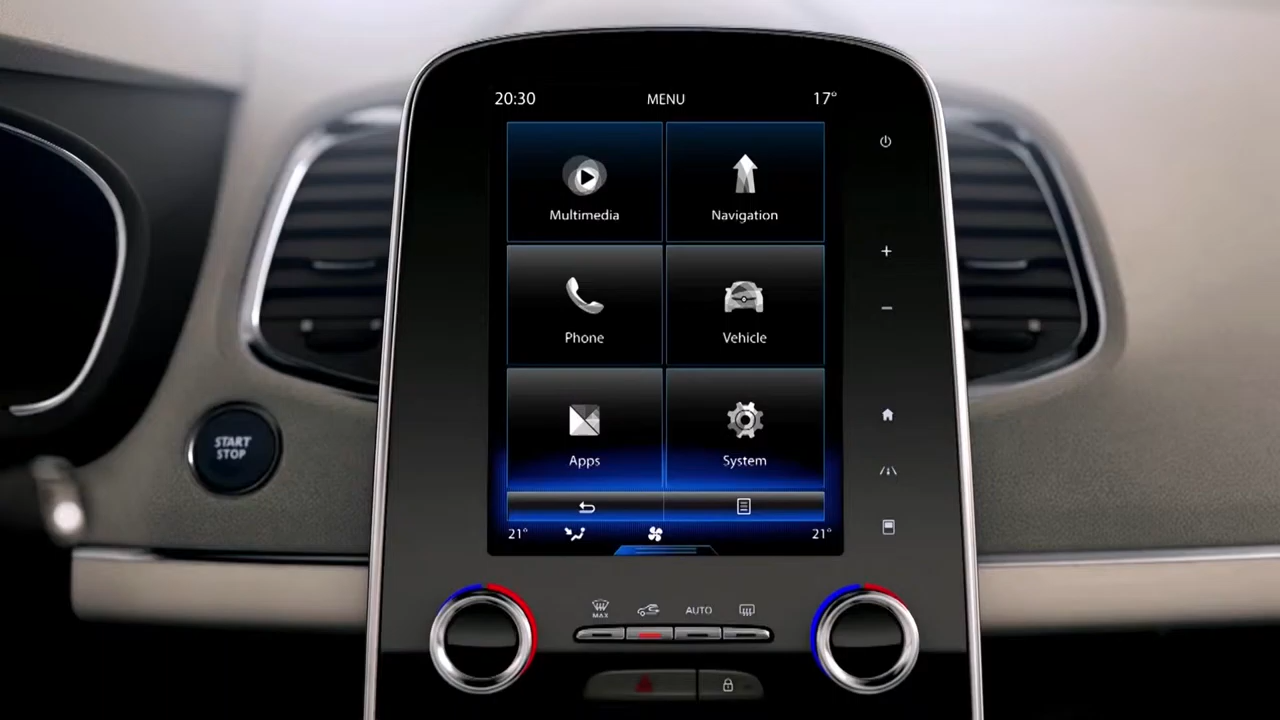 20:30 MENU 17°
Multimedia Navigation
Phone Vehicle
START
STOP
Apps System
21° 21°
MAX AUTO